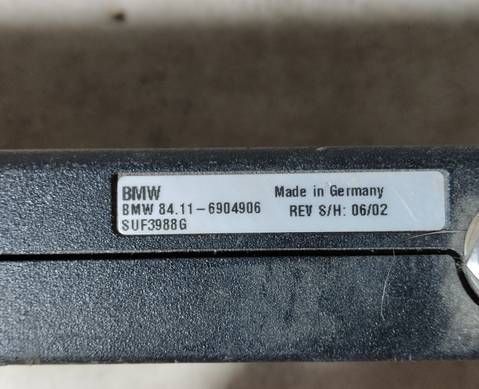 BMW Made in Germany
BMW 84.11-6904906 REV S/H: 06/02
SUF3988G